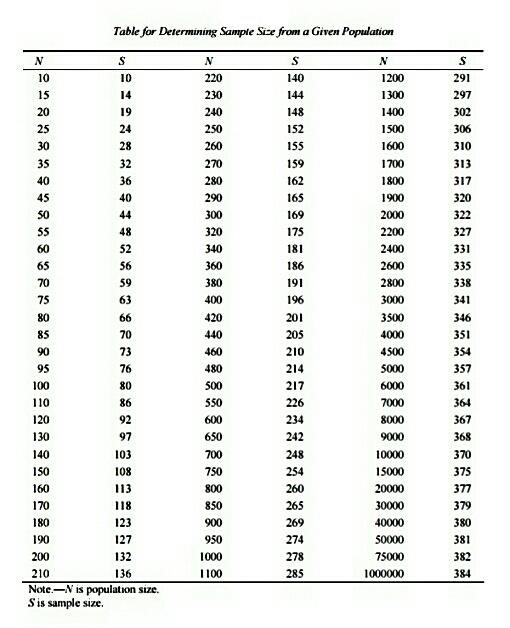 Table for Determining Sample Size from a Given Population
N S N S N S
10 10 220 140 1200 291
15 14 230 144 1300 297
20 19 240 148 1400 302
25 24 250 152 1500 306
30 28 260 155 1600 310
35 32 270 159 1700 313
40 36 280 162 1800 317
45 40 290 165 1900 320
50 44 300 169 2000 322
55 48 320 175 2200 327
60 52 340 181 2400 331
65 56 360 186 2600 335
70 59 380 191 2800 338
75 63 400 196 3000 341
80 66 420 201 3500 346
85 70 440 205 4000 351
90 73 460 210 4500 354
95 76 480 214 5000 357
100 80 500 217 6000 361
110 86 550 226 7000 364
120 92 600 234 8000 367
130 97 650 242 9000 368
140 103 700 248 10000 370
150 108 750 254 15000 375
160 113 800 260 20000 377
170 118 850 265 30000 379
180 123 900 269 40000 380
190 127 950 274 50000 381
200 132 1000 278 75000 382
210 136 1100 285 1000000 384
Note.—N is population size.
S is sample size.